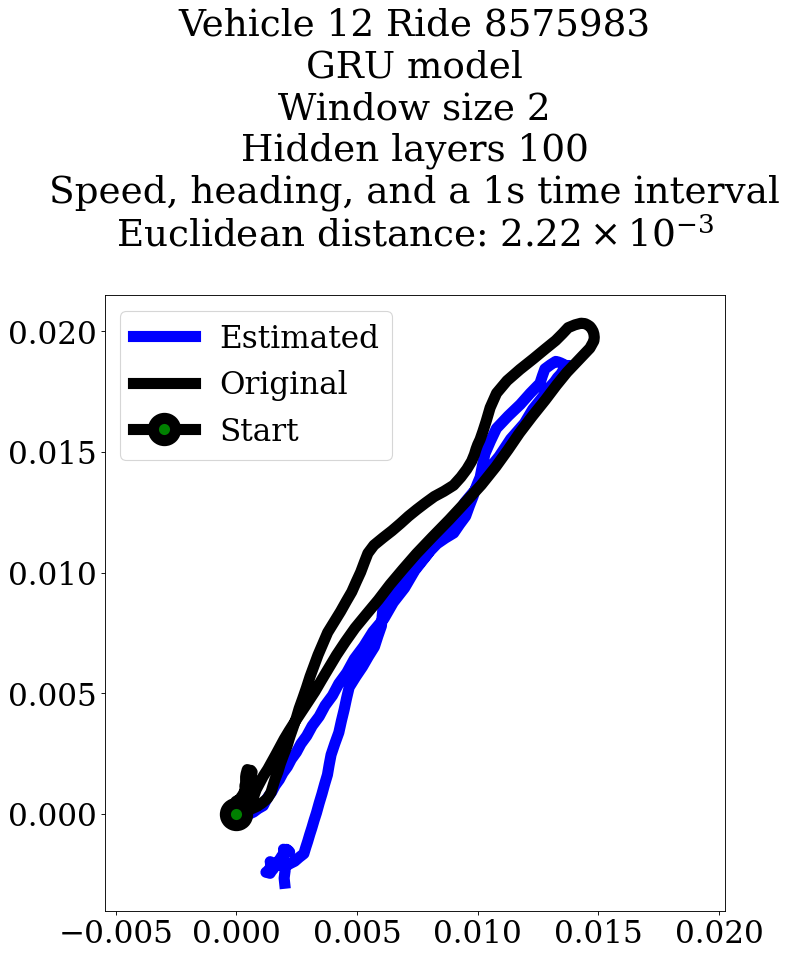 Vehicle 12 Ride 8575983
GRU model
Window size 2
Hidden layers 100
Speed, heading, and a 1s time interval
Euclidean distance: 2.22 × 10⁻³
Estimated
Original
Start
0.020
0.015
0.010
0.005
0.000
−0.005 0.000 0.005 0.010 0.015 0.020